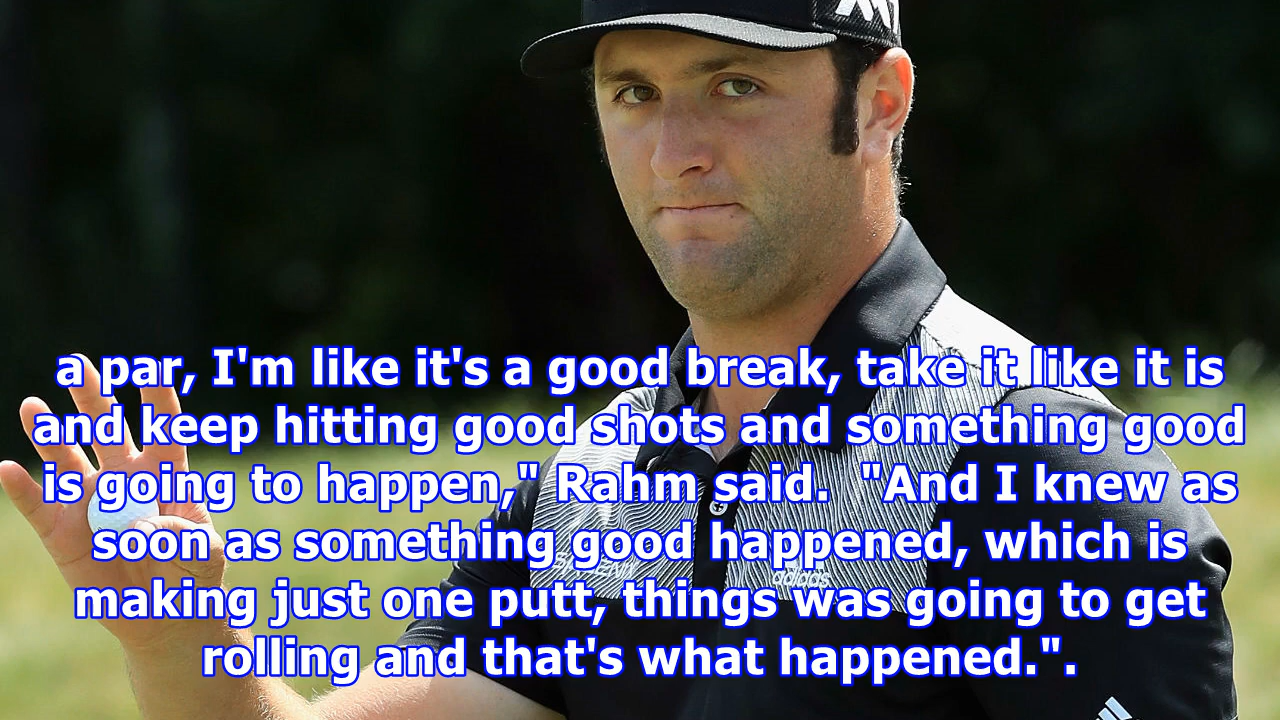 a par, I'm like it's a good break, take it like it is
and keep hitting good shots and something good
is going to happen," Rahm said.  "And I knew as
soon as something good happened, which is
making just one putt, things was going to get
rolling and that's what happened.".
adidas